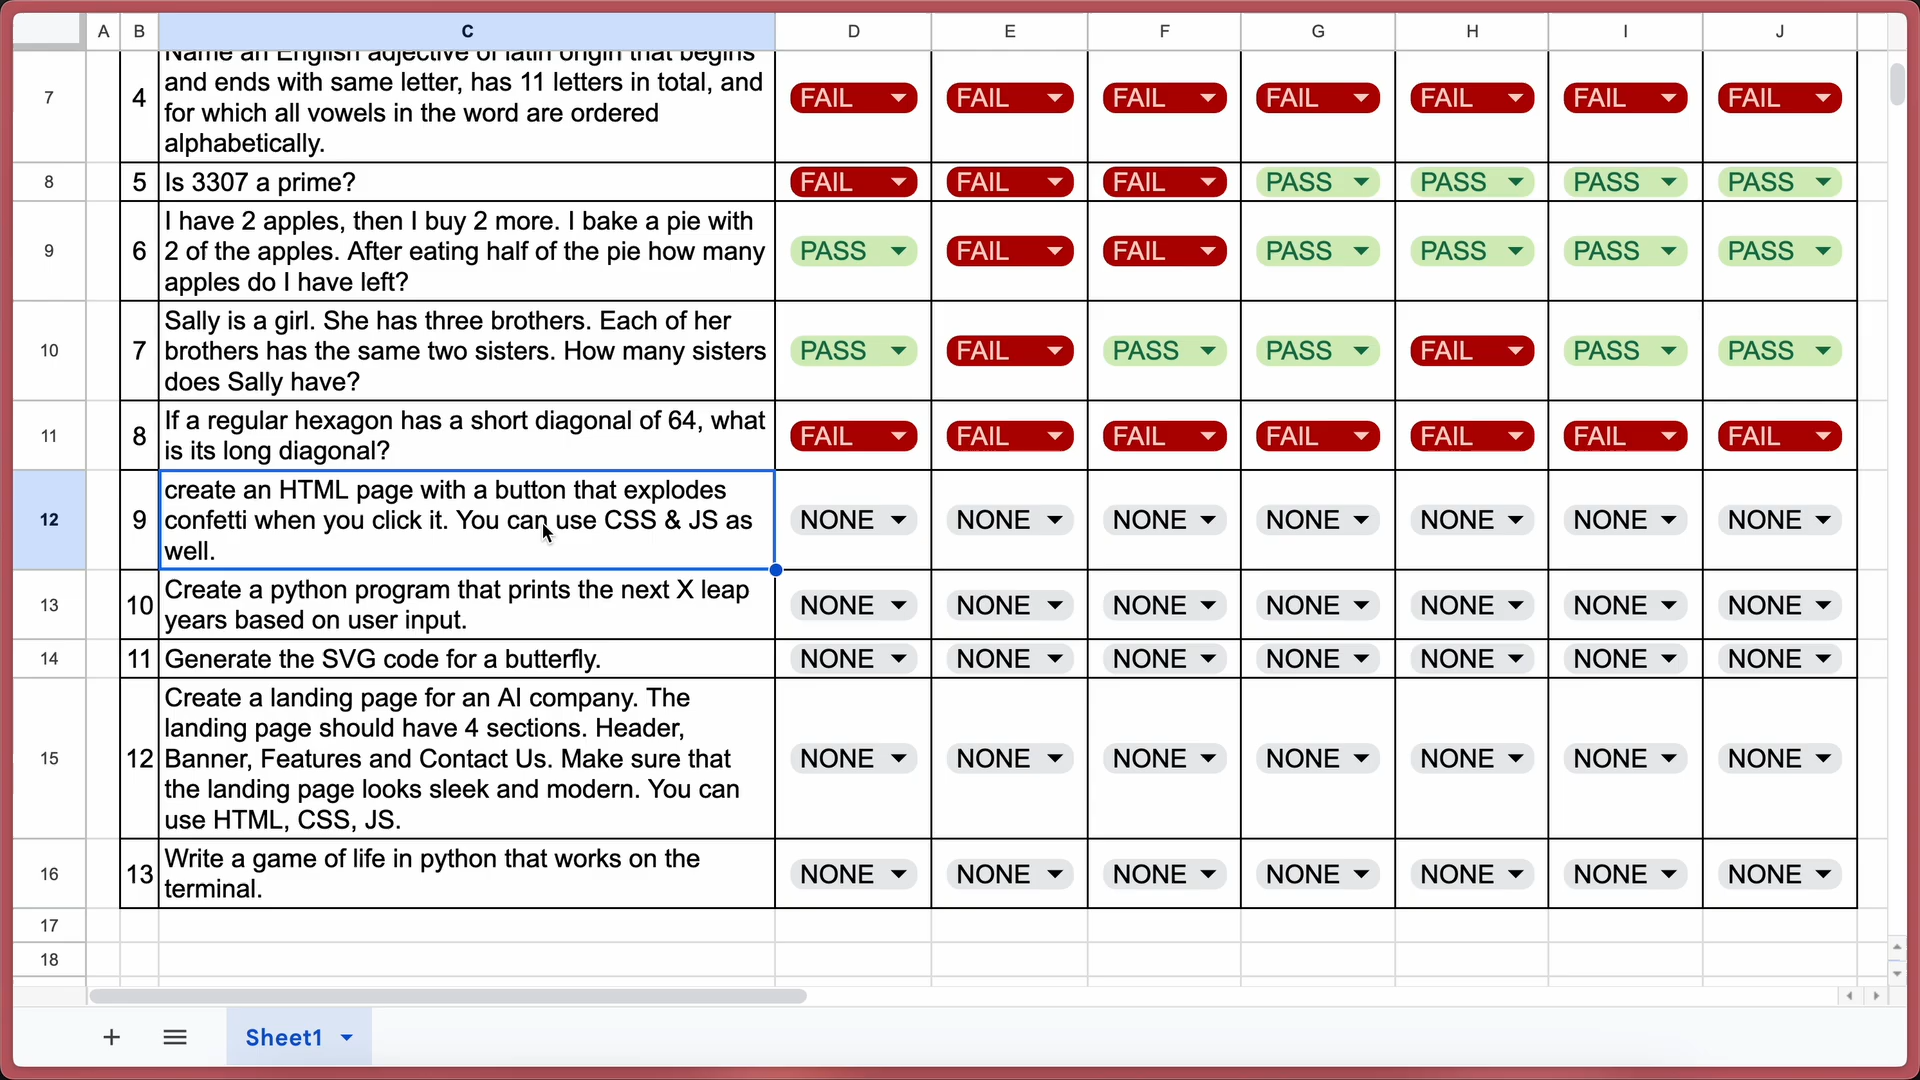 A B C D E F G H I J
Name an English adjective of latin origin that begins
and ends with same letter, has 11 letters in total, and
for which all vowels in the word are ordered
alphabetically.
7 4 FAIL FAIL FAIL FAIL FAIL FAIL FAIL
8 5 Is 3307 a prime? FAIL FAIL FAIL PASS PASS PASS PASS
I have 2 apples, then I buy 2 more. I bake a pie with
9 6 2 of the apples. After eating half of the pie how many PASS FAIL FAIL PASS PASS PASS PASS
apples do I have left?
Sally is a girl. She has three brothers. Each of her
10 7 brothers has the same two sisters. How many sisters PASS FAIL PASS PASS FAIL PASS PASS
does Sally have?
If a regular hexagon has a short diagonal of 64, what
11 8 FAIL FAIL FAIL FAIL FAIL FAIL FAIL
is its long diagonal?
create an HTML page with a button that explodes
12 9 confetti when you click it. You can use CSS & JS as NONE NONE NONE NONE NONE NONE NONE
well.
Create a python program that prints the next X leap
13 10 NONE NONE NONE NONE NONE NONE NONE
years based on user input.
14 11 Generate the SVG code for a butterfly. NONE NONE NONE NONE NONE NONE NONE
Create a landing page for an AI company. The
landing page should have 4 sections. Header,
15 12 Banner, Features and Contact Us. Make sure that NONE NONE NONE NONE NONE NONE NONE
the landing page looks sleek and modern. You can
use HTML, CSS, JS.
Write a game of life in python that works on the
16 13 NONE NONE NONE NONE NONE NONE NONE
terminal.
17
18
Sheet1